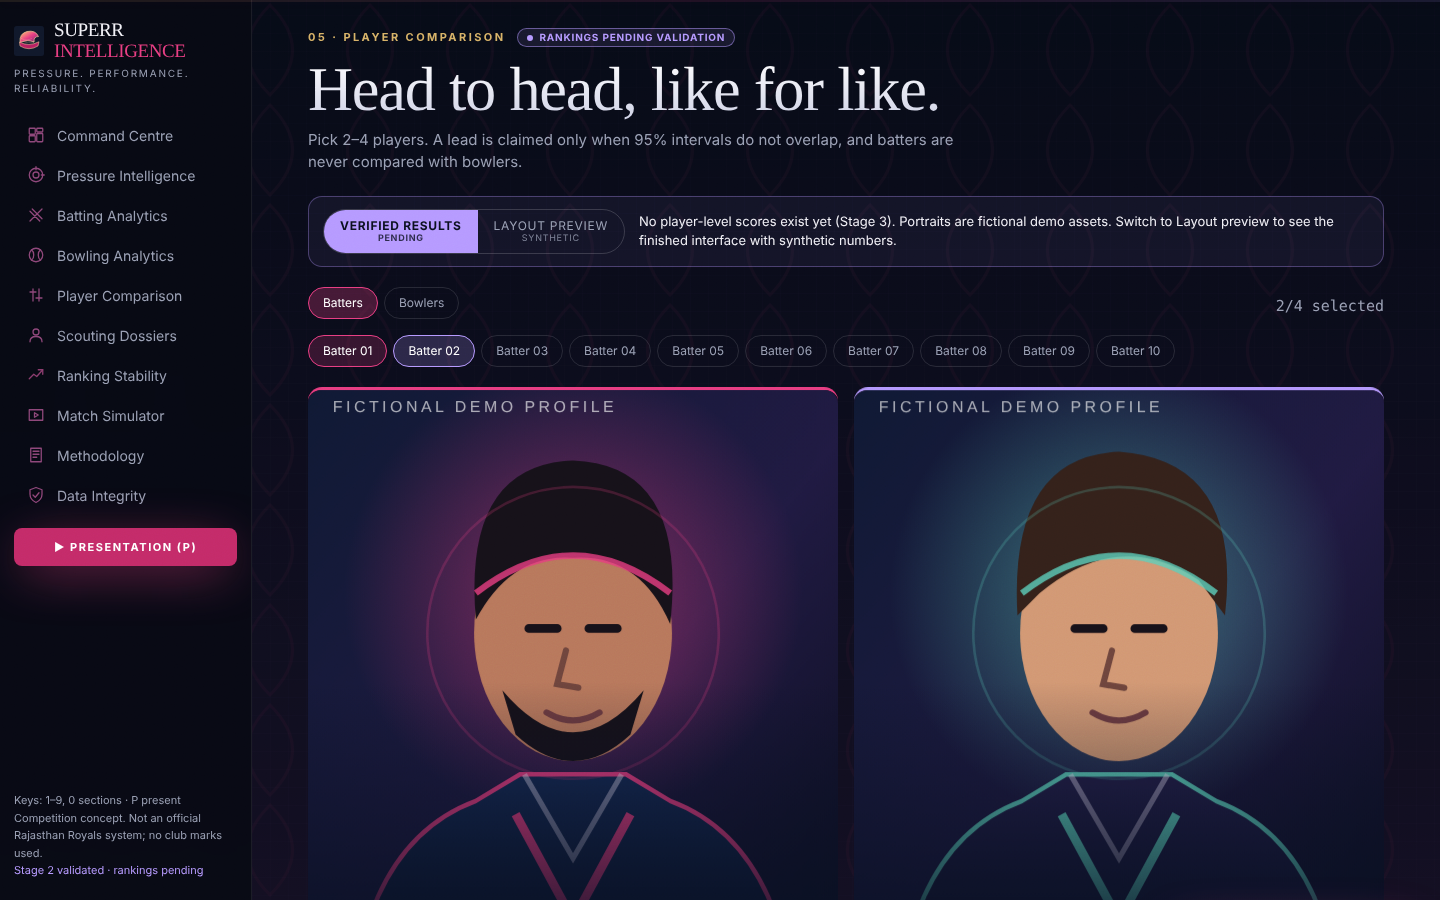 SUPERR
INTELLIGENCE
PRESSURE. PERFORMANCE.
RELIABILITY.
Command Centre
Pressure Intelligence
Batting Analytics
Bowling Analytics
Player Comparison
Scouting Dossiers
Ranking Stability
Match Simulator
Methodology
Data Integrity
▶ PRESENTATION (P)
Keys: 1–9, 0 sections · P present
Competition concept. Not an official
Rajasthan Royals system; no club marks
used.
Stage 2 validated · rankings pending
05 · PLAYER COMPARISON
RANKINGS PENDING VALIDATION
Head to head, like for like.
Pick 2–4 players. A lead is claimed only when 95% intervals do not overlap, and batters are
never compared with bowlers.
VERIFIED RESULTS
PENDING
LAYOUT PREVIEW
SYNTHETIC
No player-level scores exist yet (Stage 3). Portraits are fictional demo assets. Switch to Layout preview to see the
finished interface with synthetic numbers.
Batters
Bowlers
2/4 selected
Batter 01
Batter 02
Batter 03
Batter 04
Batter 05
Batter 06
Batter 07
Batter 08
Batter 09
Batter 10
FICTIONAL DEMO PROFILE
FICTIONAL DEMO PROFILE